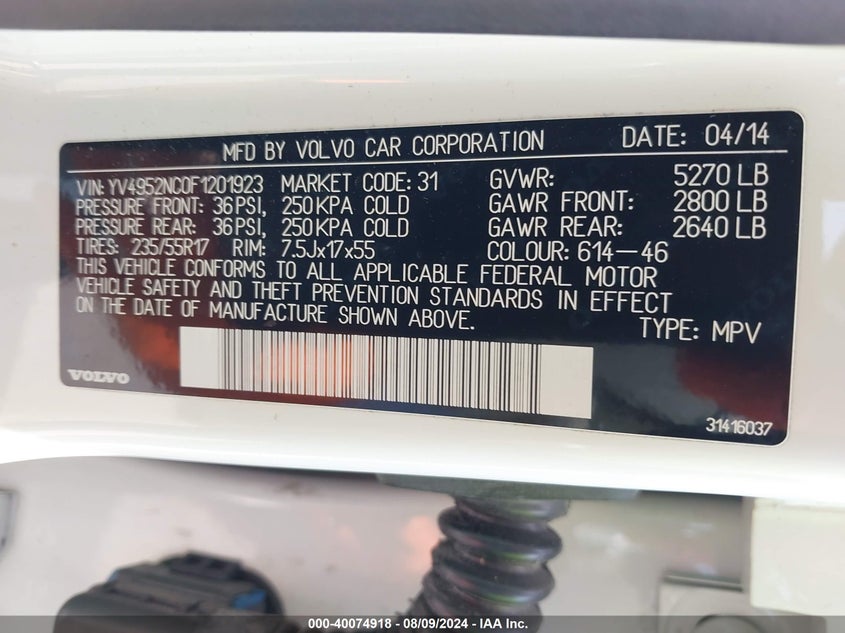 MFD BY VOLVO CAR CORPORATION DATE: 04/14
VIN: YV4952NC0F1201923 MARKET CODE: 31 GVWR: 5270 LB
PRESSURE FRONT: 36 PSI, 250 KPA COLD GAWR FRONT: 2800 LB
PRESSURE REAR: 36 PSI, 250 KPA COLD GAWR REAR: 2640 LB
TIRES: 235/55R17 RIM: 7.5Jx17x55 COLOUR: 614-46
THIS VEHICLE CONFORMS TO ALL APPLICABLE FEDERAL MOTOR
VEHICLE SAFETY AND THEFT PREVENTION STANDARDS IN EFFECT
ON THE DATE OF MANUFACTURE SHOWN ABOVE.
TYPE: MPV
VOLVO
31416037
000-40074918 - 08/09/2024 - IAA Inc.